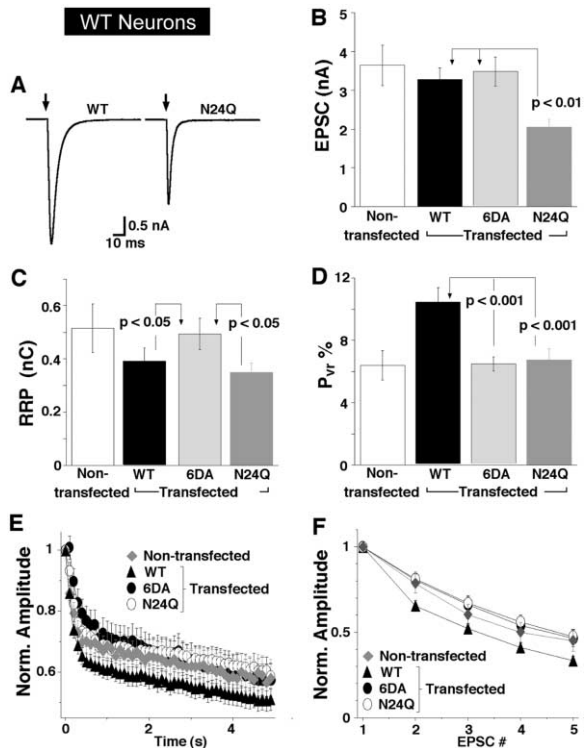 WT Neurons
A
WT
N24Q
0.5 nA
10 ms
B
EPSC (nA)
5
4
3
2
1
0
p < 0.01
Non-
transfected
WT
6DA
N24Q
Transfected
C
RRP (nC)
0.6
0.4
0.2
0
p < 0.05
p < 0.05
Non-
transfected
WT
6DA
N24Q
Transfected
D
Pvr %
12
8
4
0
p < 0.001
p < 0.001
Non-
transfected
WT
6DA
N24Q
Transfected
E
Norm. Amplitude
1
0.8
0.6
0
2
4
Time (s)
Non-transfected
WT
6DA
N24Q
Transfected
F
Norm. Amplitude
1
0.5
0
1
2
3
4
5
EPSC #
Non-transfected
WT
6DA
N24Q
Transfected